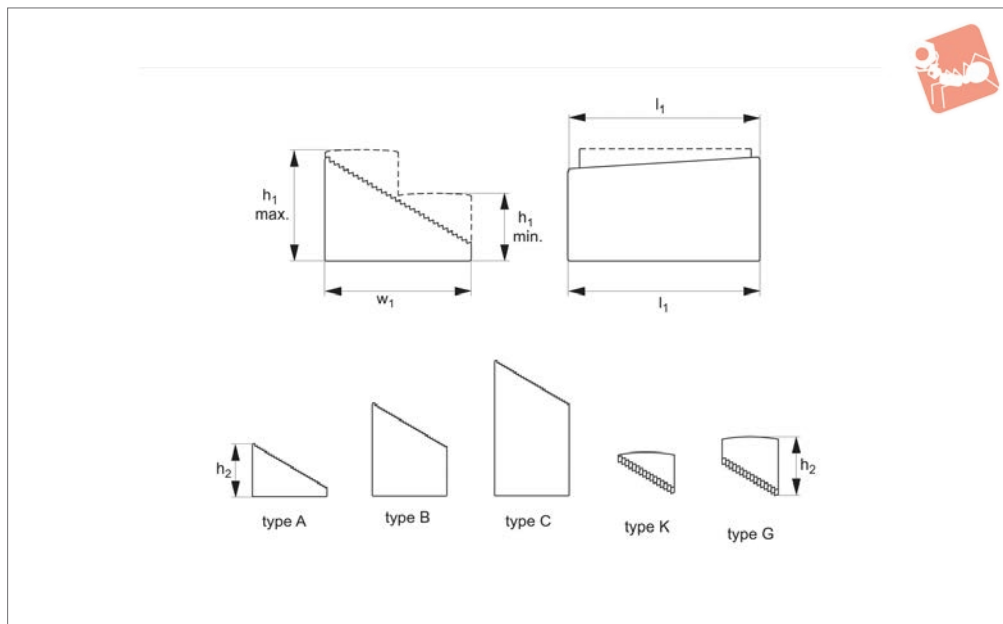 l₁
h₁
max.
h₁
min.
w₁
l₁
h₂
type A
type B
type C
type K
h₂
type G